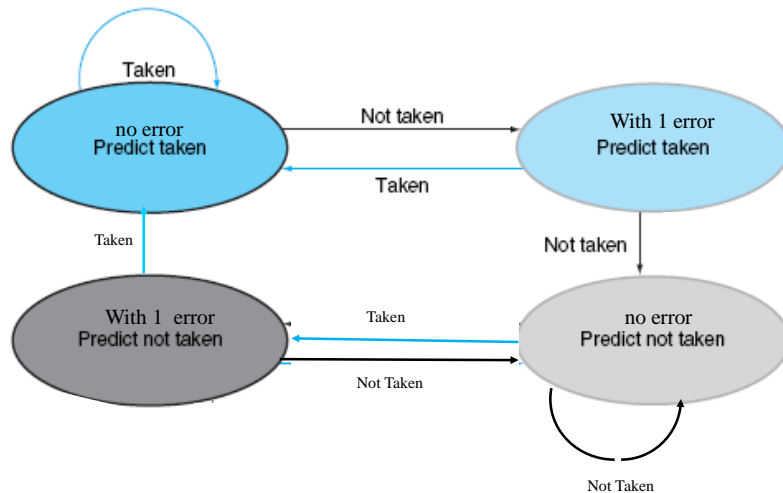 Taken
no error
Predict taken
Not taken
With 1 error
Predict taken
Taken
Taken
Not taken
With 1 error
Predict not taken
Taken
no error
Predict not taken
Not Taken
Not Taken